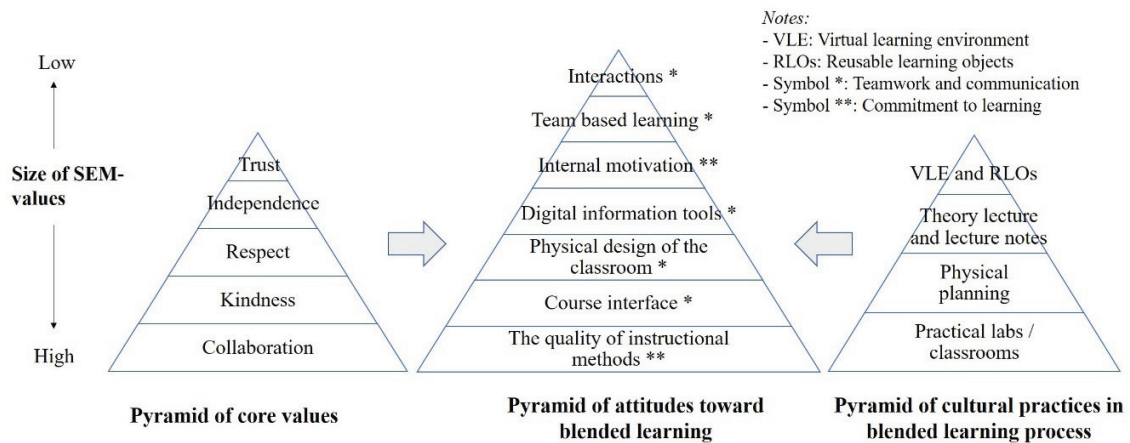 Notes:
- VLE: Virtual learning environment
- RLOs: Reusable learning objects
- Symbol *: Teamwork and communication
- Symbol **: Commitment to learning
Low
Size of SEM-
values
High
Trust
Independence
Respect
Kindness
Collaboration
Pyramid of core values
Interactions *
Team based learning *
Internal motivation **
Digital information tools *
Physical design of the
classroom *
Course interface *
The quality of instructional
methods **
Pyramid of attitudes toward
blended learning
VLE and RLOs
Theory lecture
and lecture notes
Physical
planning
Practical labs /
classrooms
Pyramid of cultural practices in
blended learning process